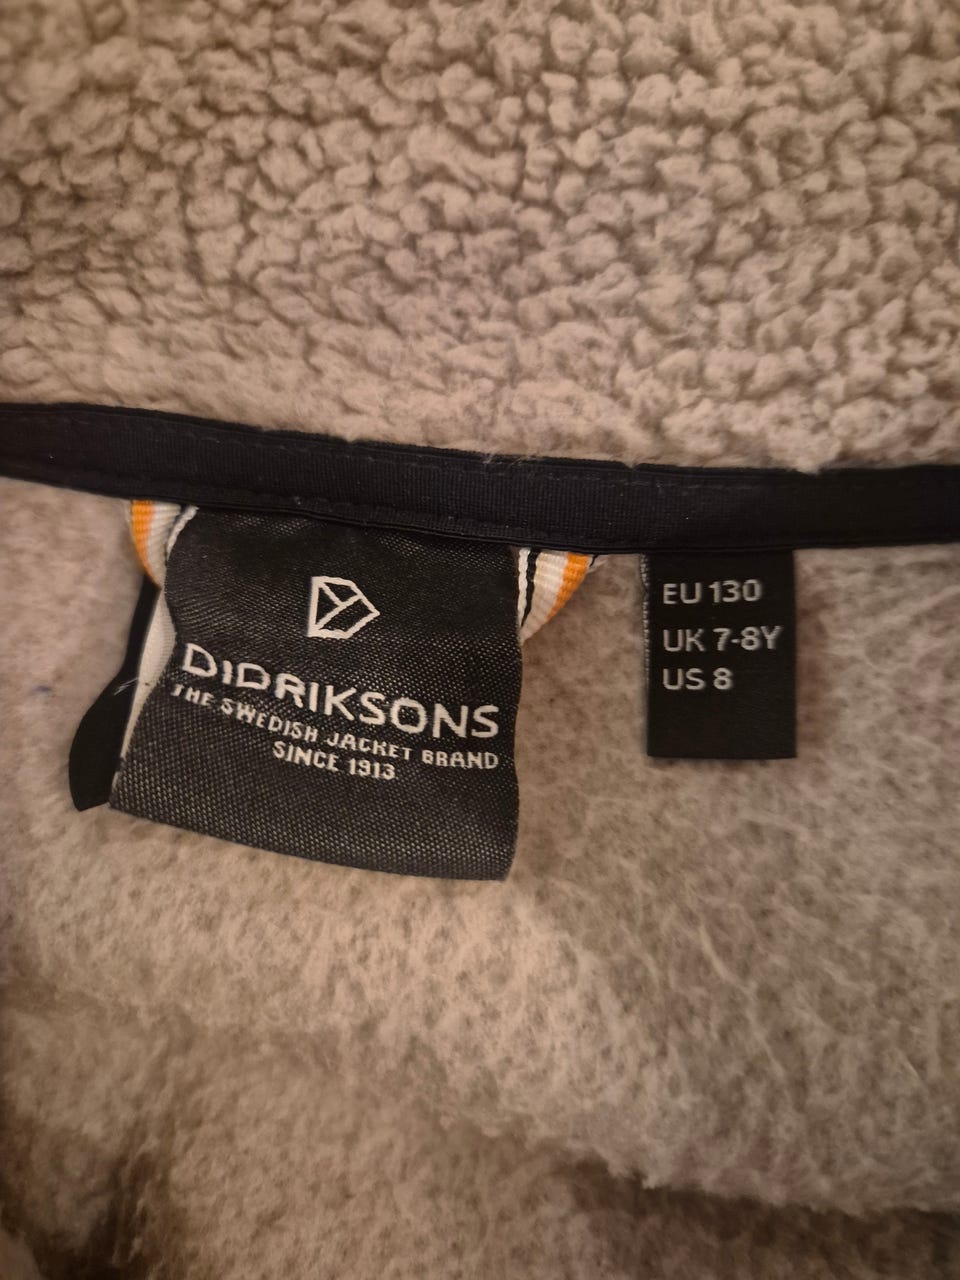 DIDRIKSONS
THE SWEDISH JACKET BRAND
SINCE 1913
EU 130
UK 7-8Y
US 8